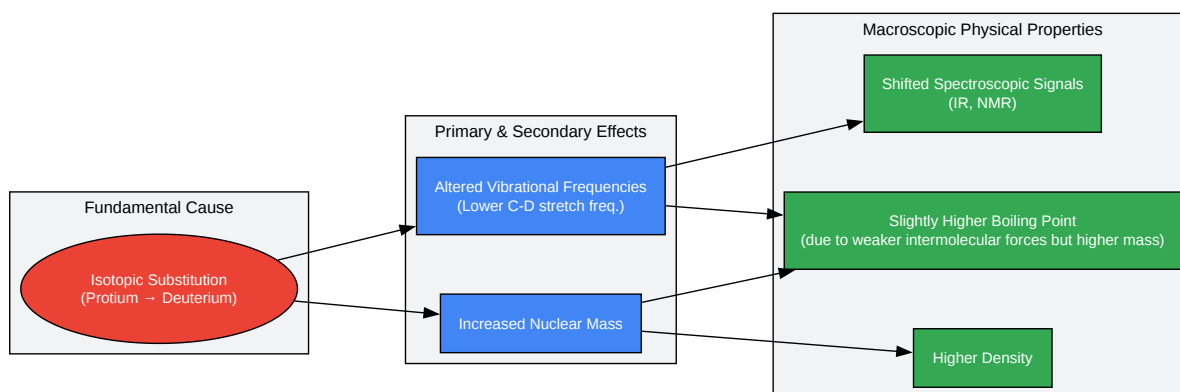 Fundamental Cause
Isotopic Substitution
(Protium → Deuterium)
Primary & Secondary Effects
Altered Vibrational Frequencies
(Lower C-D stretch freq.)
Increased Nuclear Mass
Macroscopic Physical Properties
Shifted Spectroscopic Signals
(IR, NMR)
Slightly Higher Boiling Point
(due to weaker intermolecular forces but higher mass)
Higher Density